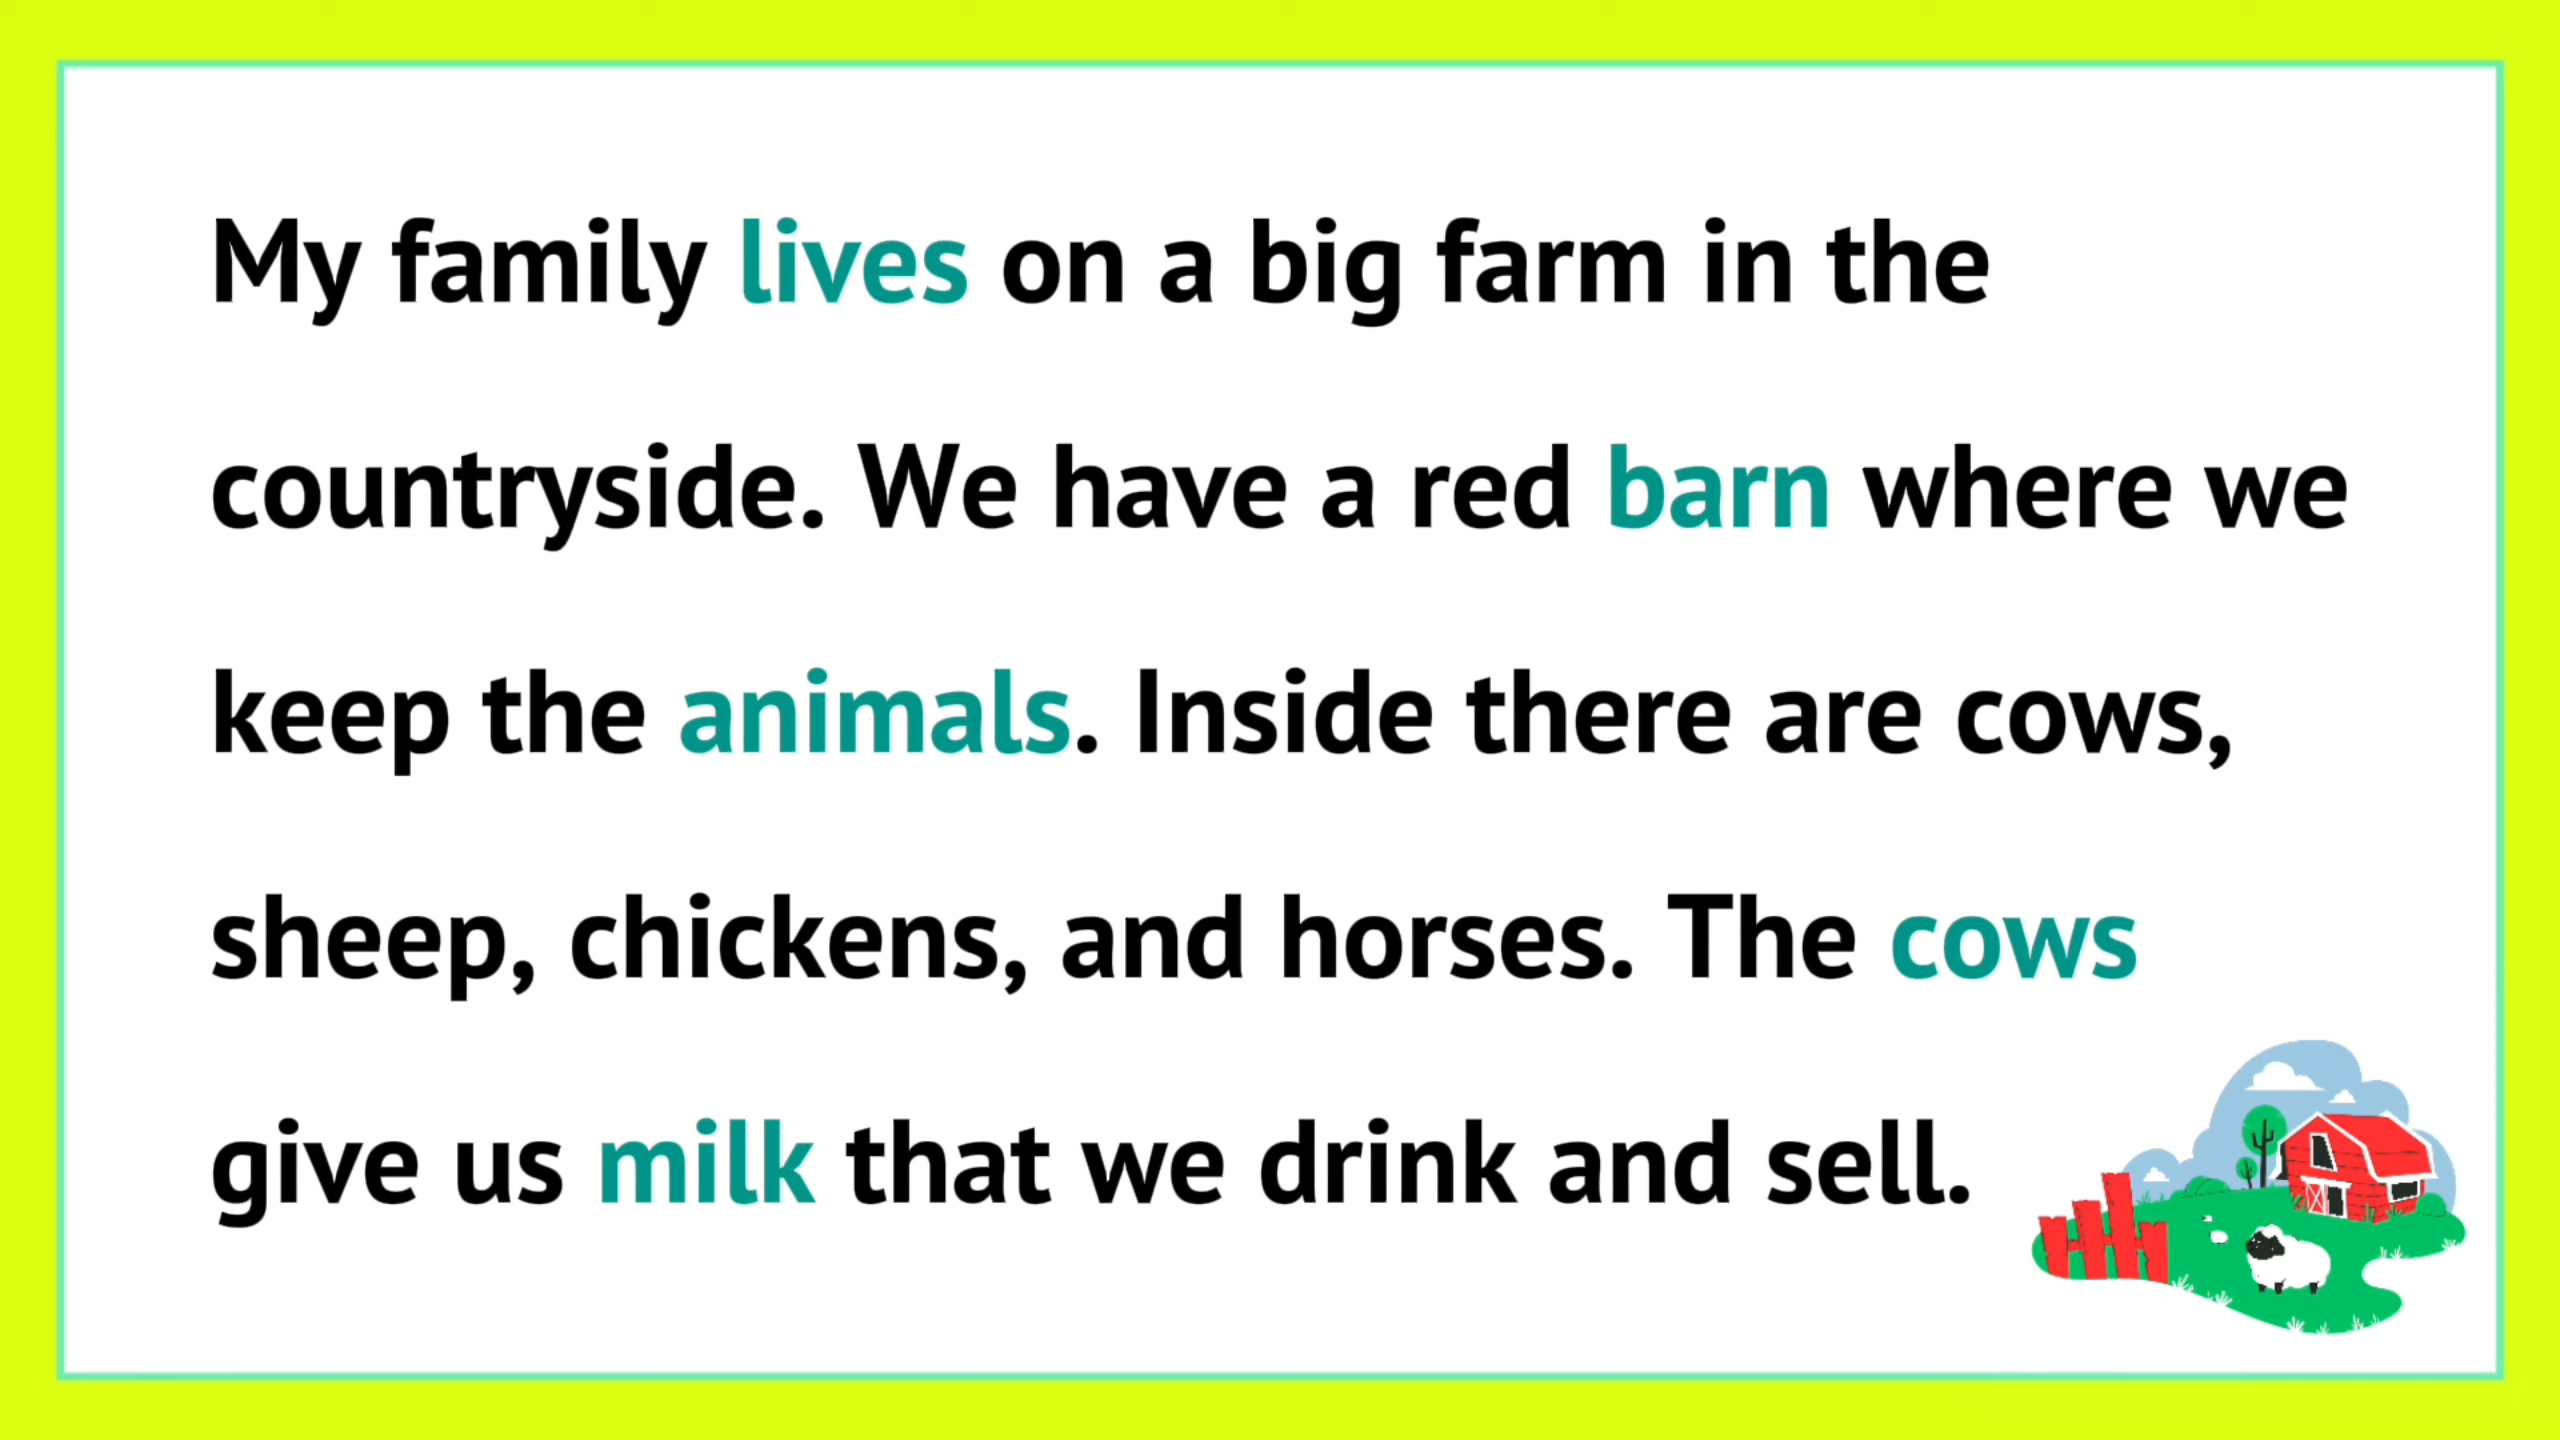 My family lives on a big farm in the
countryside. We have a red barn where we
keep the animals. Inside there are cows,
sheep, chickens, and horses. The cows
give us milk that we drink and sell.